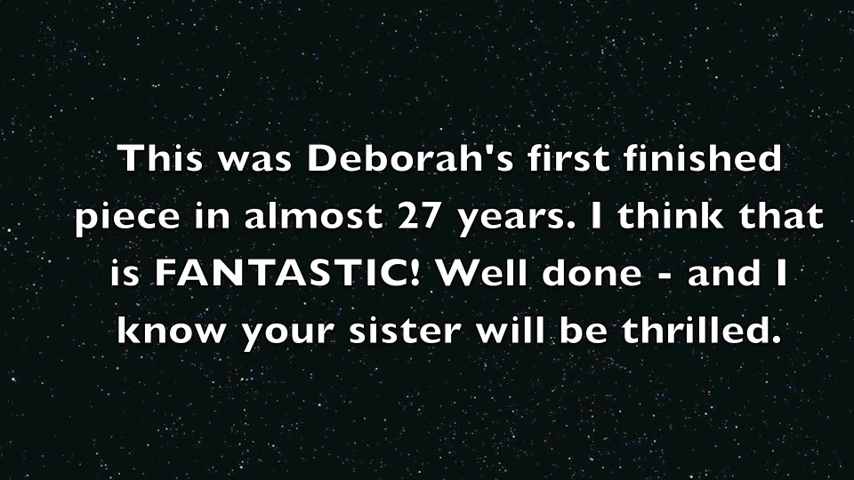 This was Deborah's first finished
piece in almost 27 years. I think that
is FANTASTIC! Well done - and I
know your sister will be thrilled.